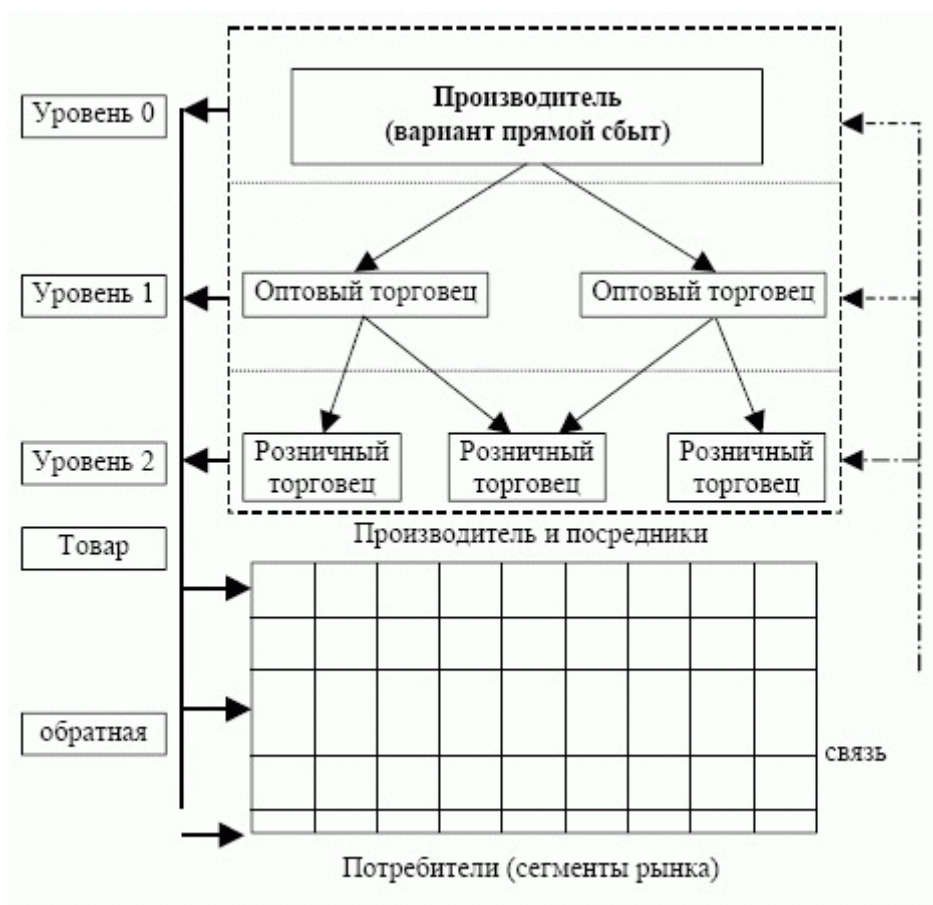 Производитель
(вариант прямой сбыт)
Уровень 0
Уровень 1
Оптовый торговец
Оптовый торговец
Уровень 2
Розничный
торговец
Розничный
торговец
Розничный
торговец
Производитель и посредники
Товар
обратная
связь
Потребители (сегменты рынка)